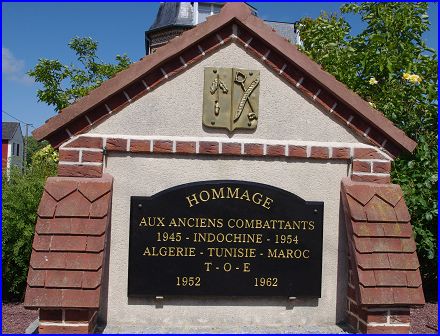 HOMMAGE
AUX ANCIENS COMBATTANTS
1945 - INDOCHINE - 1954
ALGERIE - TUNISIE - MAROC
T - O - E
1952 1962